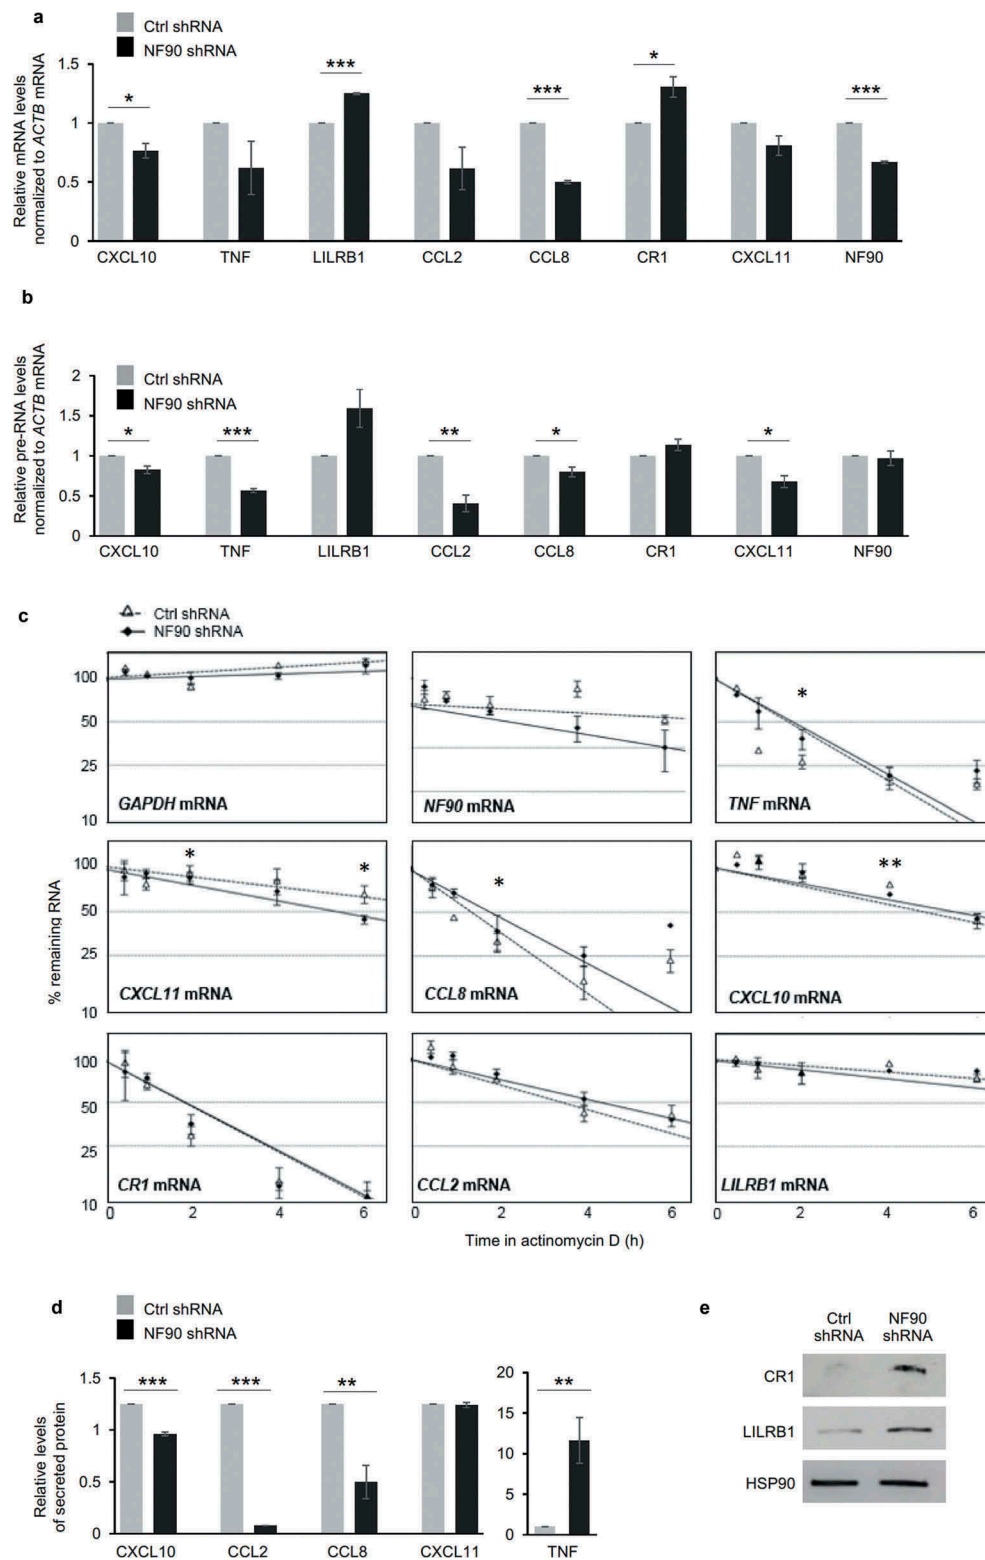 a
Ctrl shRNA
NF90 shRNA
Relative mRNA levels
normalized to ACTB mRNA
1.5
1
0.5
0
* *** *** * ***
CXCL10 TNF LILRB1 CCL2 CCL8 CR1 CXCL11 NF90
b
Ctrl shRNA
NF90 shRNA
Relative pre-RNA levels
normalized to ACTB mRNA
2
1.5
1
0.5
0
* *** ** * *
CXCL10 TNF LILRB1 CCL2 CCL8 CR1 CXCL11 NF90
c
Ctrl shRNA
NF90 shRNA
% remaining RNA
100
50
25
10
GAPDH mRNA
NF90 mRNA
*
TNF mRNA
100
50
25
10
* *
CXCL11 mRNA
*
CCL8 mRNA
**
CXCL10 mRNA
100
50
25
10
CR1 mRNA
CCL2 mRNA
LILRB1 mRNA
0 2 4 6 0 2 4 6 0 2 4 6
Time in actinomycin D (h)
d
Ctrl shRNA
NF90 shRNA
Relative levels
of secreted protein
1.5
1
0.5
0
*** *** **
CXCL10 CCL2 CCL8 CXCL11
20
15
10
5
0
**
TNF
e
Ctrl NF90
shRNA shRNA
CR1
LILRB1
HSP90